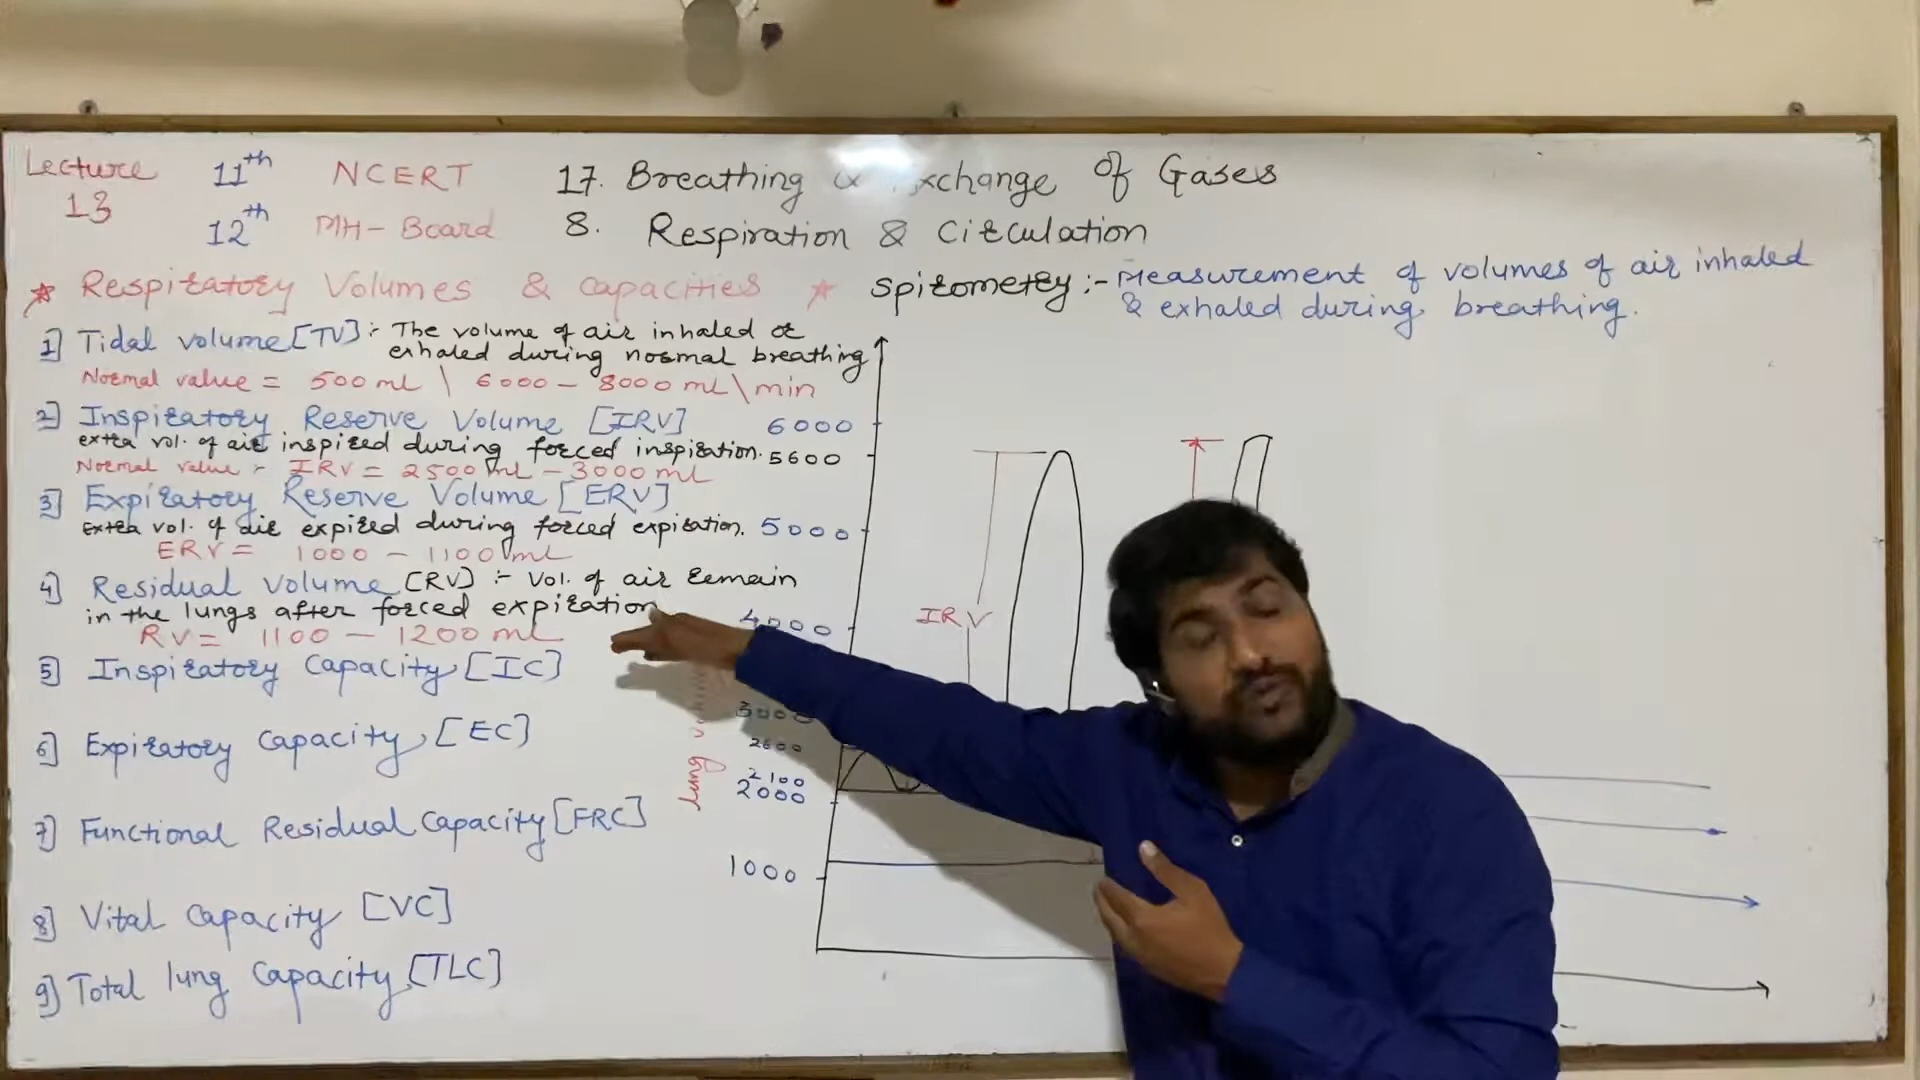 Lecture 13
11th NCERT 17. Breathing & Exchange of Gases
12th MH-Board 8. Respiration & Circulation
Respiratory Volumes & capacities
Spirometry :- Measurement of volumes of air inhaled
& exhaled during breathing.
1] Tidal volume [TV] :- The volume of air inhaled or
exhaled during normal breathing
Normal value = 500 ml \ 6000 - 8000 ml \ min
2] Inspiratory Reserve Volume [IRV]
extra vol. of air inspired during forced inspiration.
Normal value :- IRV = 2500 ml - 3000 ml
3] Expiratory Reserve Volume [ERV]
Extra vol. of air expired during forced expiration.
ERV = 1000 - 1100 ml
4] Residual Volume [RV] :- Vol. of air remain
in the lungs after forced expiration
RV = 1100 - 1200 ml
5] Inspiratory Capacity [IC]
6] Expiratory Capacity [EC]
7] Functional Residual Capacity [FRC]
8] Vital Capacity [VC]
9] Total lung Capacity [TLC]
6000
5600
5000
4000
3000
2600
2100
2000
1000
IRV
lung